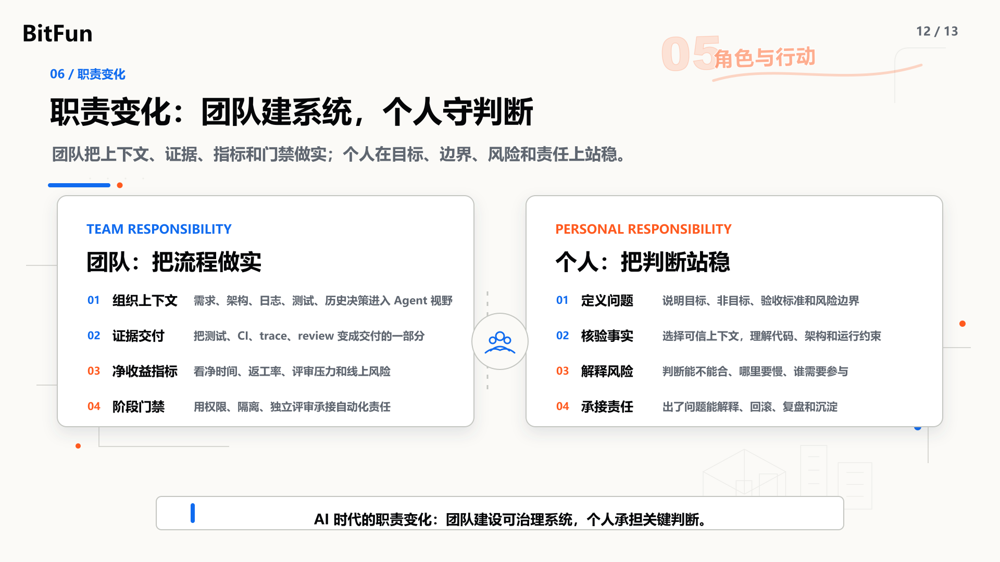 BitFun
12 / 13
05 角色与行动
06 / 职责变化
职责变化：团队建系统，个人守判断
团队把上下文、证据、指标和门禁做实；个人在目标、边界、风险和责任上站稳。
TEAM RESPONSIBILITY
团队：把流程做实
01 组织上下文 需求、架构、日志、测试、历史决策进入 Agent 视野
02 证据交付 把测试、CI、trace、review 变成交付的一部分
03 净收益指标 看净时间、返工率、评审压力和线上风险
04 阶段门禁 用权限、隔离、独立评审承接自动化责任
PERSONAL RESPONSIBILITY
个人：把判断站稳
01 定义问题 说明目标、非目标、验收标准和风险边界
02 核验事实 选择可信上下文，理解代码、架构和运行约束
03 解释风险 判断能不能合、哪里要慢、谁需要参与
04 承接责任 出了问题能解释、回滚、复盘和沉淀
AI 时代的职责变化：团队建设可治理系统，个人承担关键判断。